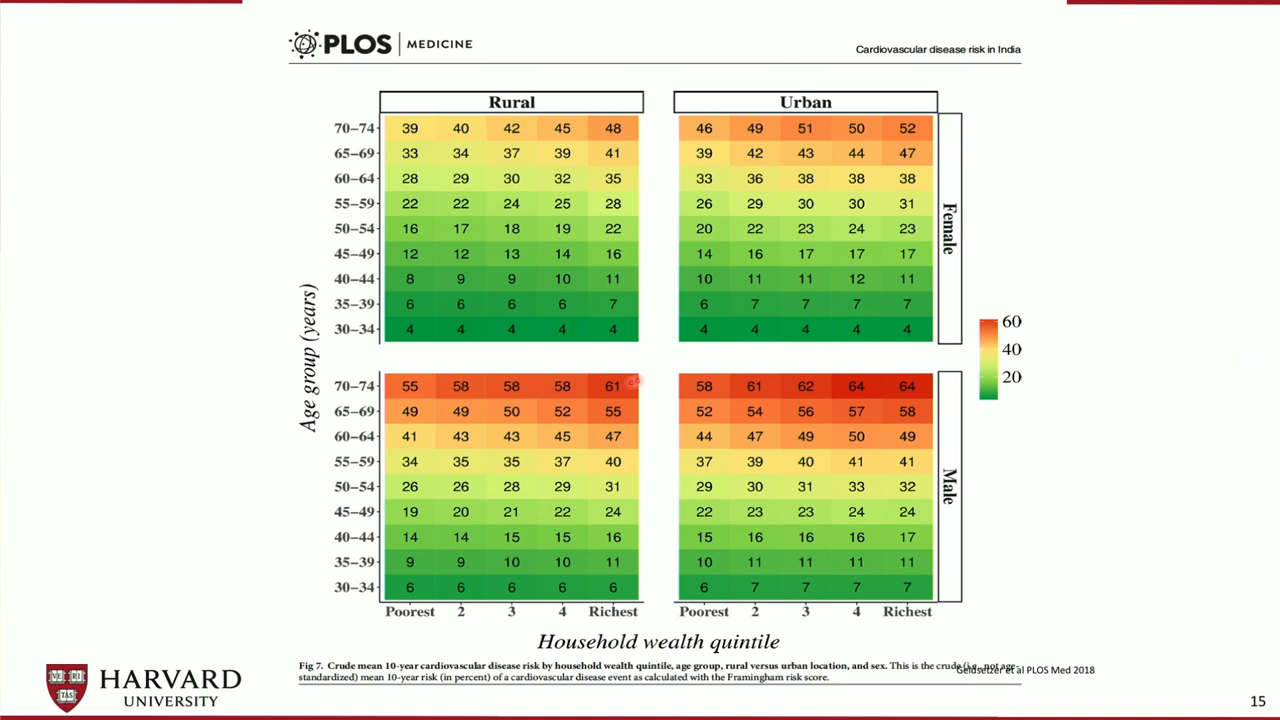 PLOS | MEDICINE
Cardiovascular disease risk in India
Rural Urban
70–74 39 40 42 45 48 46 49 51 50 52
65–69 33 34 37 39 41 39 42 43 44 47
60–64 28 29 30 32 35 33 36 38 38 38
55–59 22 22 24 25 28 26 29 30 30 31
50–54 16 17 18 19 22 20 22 23 24 23
45–49 12 12 13 14 16 14 16 17 17 17
40–44 8 9 9 10 11 10 11 11 12 11
35–39 6 6 6 6 7 6 7 7 7 7
30–34 4 4 4 4 4 4 4 4 4 4
Female
Age group (years)
60
40
20
70–74 55 58 58 58 61 58 61 62 64 64
65–69 49 49 50 52 55 52 54 56 57 58
60–64 41 43 43 45 47 44 47 49 50 49
55–59 34 35 35 37 40 37 39 40 41 41
50–54 26 26 28 29 31 29 30 31 33 32
45–49 19 20 21 22 24 22 23 23 24 24
40–44 14 14 15 15 16 15 16 16 16 17
35–39 9 9 10 10 11 10 11 11 11 11
30–34 6 6 6 6 6 6 7 7 7 7
Male
Poorest 2 3 4 Richest Poorest 2 3 4 Richest
Household wealth quintile
Fig 7. Crude mean 10-year cardiovascular disease risk by household wealth quintile, age group, rural versus urban location, and sex. This is the crude (i.e., not age
standardized) mean 10-year risk (in percent) of a cardiovascular disease event as calculated with the Framingham risk score.
Geldsetzer et al PLOS Med 2018
VE RI TAS
HARVARD
UNIVERSITY
15